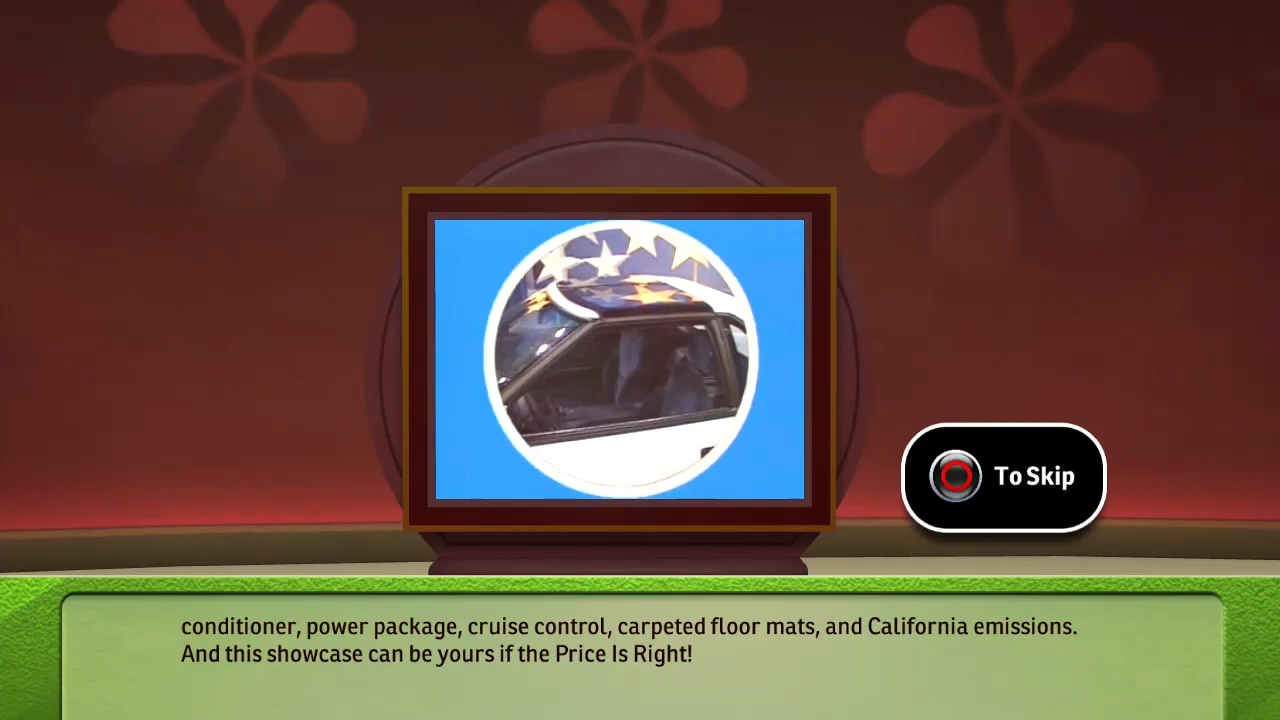 To Skip
conditioner, power package, cruise control, carpeted floor mats, and California emissions.
And this showcase can be yours if the Price Is Right!